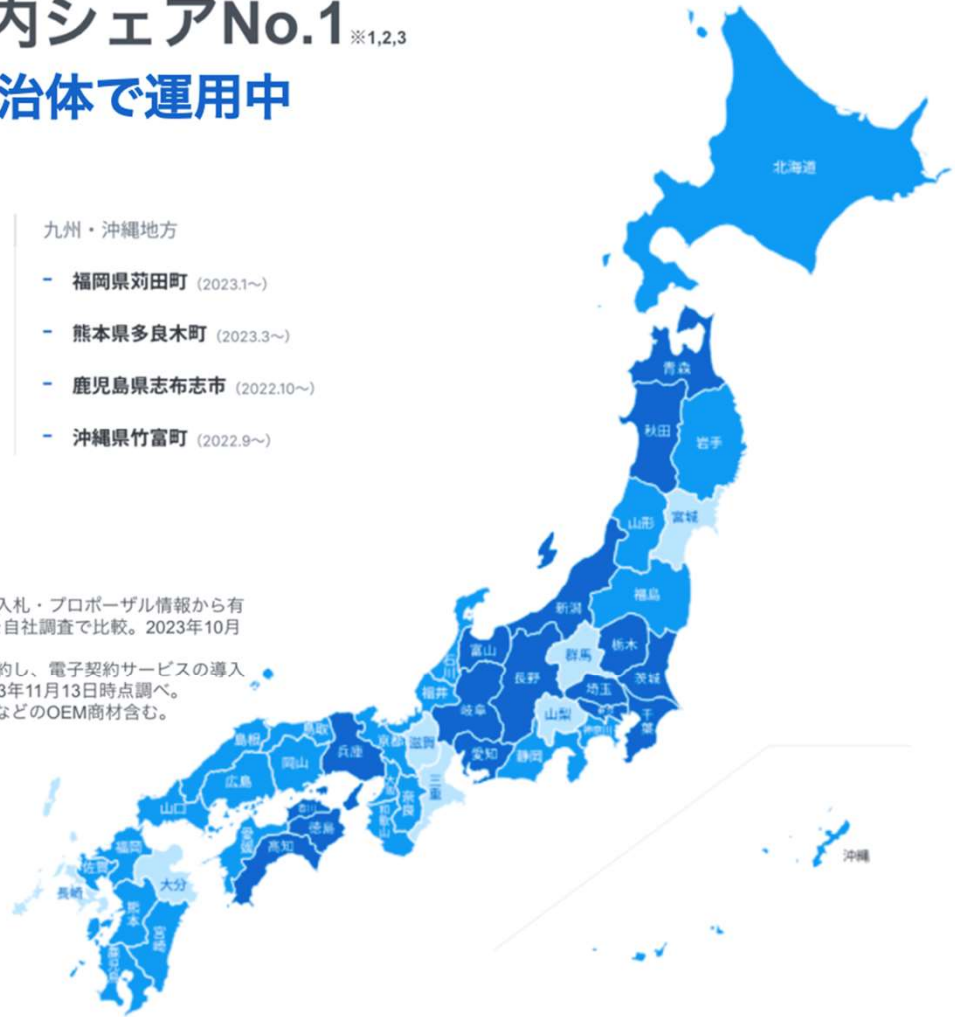 内シェアNo.1※1,2,3
治体で運用中
九州・沖縄地方
- 福岡県苅田町（2023.1〜）
- 熊本県多良木町（2023.3〜）
- 鹿児島県志布志市（2022.10〜）
- 沖縄県竹富町（2022.9〜）
入札・プロポーザル情報から有
自社調査で比較。2023年10月
約し、電子契約サービスの導入
3年11月13日時点調べ。
などのOEM商材含む。
北海道
青森
秋田
岩手
山形
宮城
新潟
福島
富山
石川
群馬
栃木
長野
福井
埼玉
茨城
岐阜
山梨
千葉
神奈川
愛知
静岡
島根
鳥取
兵庫
京都
滋賀
岡山
広島
三重
大阪
奈良
和歌山
山口
香川
徳島
愛媛
高知
福岡
佐賀
長崎
大分
熊本
宮崎
鹿児島
沖縄